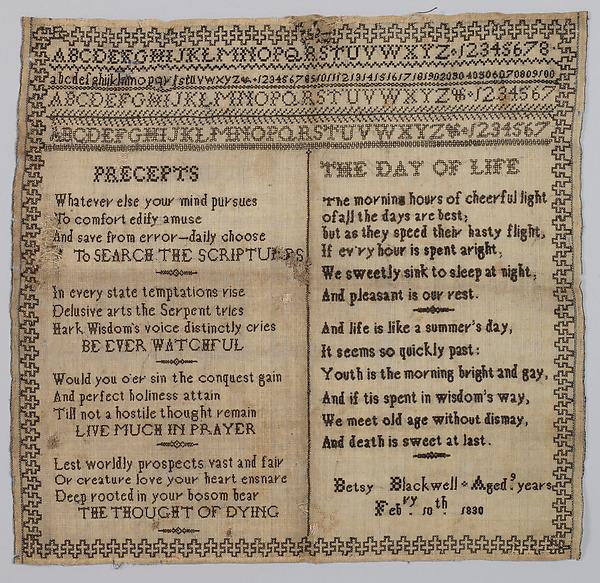 ABCDEFGHIJKLMNOPQRSTUVWXYZ 12345678
abcdefghijklmnopqrſstuvwxyz
ABCDEFGHIJKLMNOPQRSTUVWXYZ& 1234567
ABCDEFGHIJKLMNOPQRSTUVWXYZ& 1234567
PRECEPTS
Whatever else your mind pursues
To comfort edify amuse
And save from error—daily choose
To SEARCH THE SCRIPTURES
In every state temptations rise
Delusive arts the Serpent tries
Hark Wisdom's voice distinctly cries
BE EVER WATCHFUL
Would you o'er sin the conquest gain
And perfect holiness attain
Till not a hostile thought remain
LIVE MUCH IN PRAYER
Lest worldly prospects vast and fair
Or creature love your heart ensnare
Deep rooted in your bosom bear
THE THOUGHT OF DYING
THE DAY OF LIFE
The morning hours of cheerful light
of all the days are best;
but as they speed their hasty flight,
If ev'ry hour is spent aright,
We sweetly sink to sleep at night,
And pleasant is our rest.
And life is like a summer's day,
It seems so quickly past:
Youth is the morning bright and gay,
And if tis spent in wisdom's way,
We meet old age without dismay,
And death is sweet at last.
Betsy Blackwell Aged 9 years
Feb.ry 10th 1830